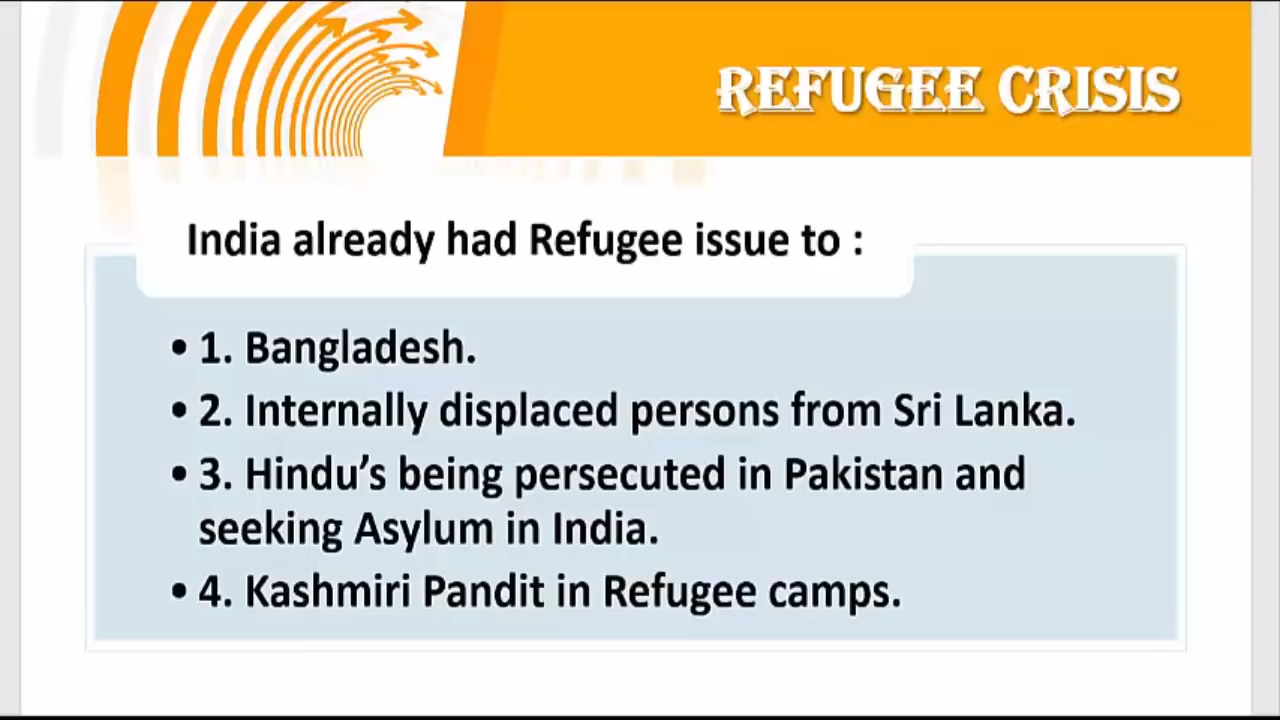 REFUGEE CRISIS
India already had Refugee issue to :
• 1. Bangladesh.
• 2. Internally displaced persons from Sri Lanka.
• 3. Hindu’s being persecuted in Pakistan and
seeking Asylum in India.
• 4. Kashmiri Pandit in Refugee camps.